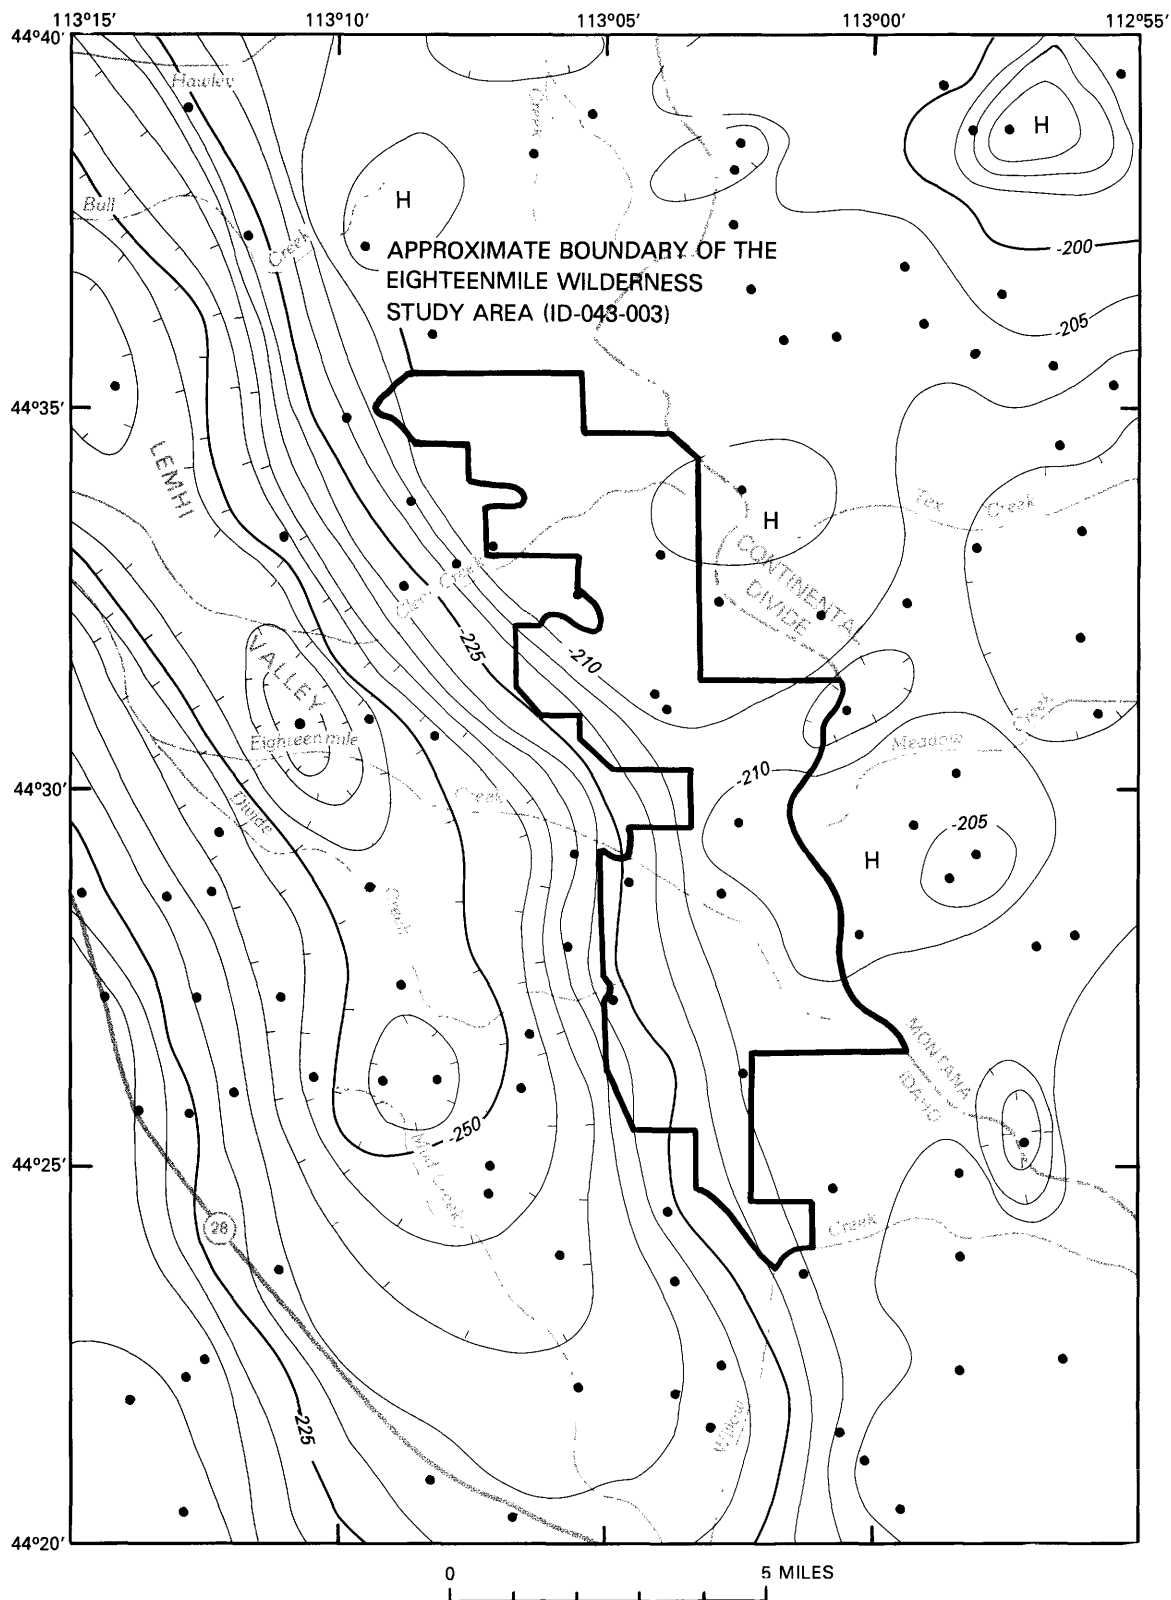 113°15′
113°10′
113°05′
113°00′
112°55′
44°40′
Hawley
Creek
H
Bull
H
Creek
-200
APPROXIMATE BOUNDARY OF THE
EIGHTEENMILE WILDERNESS
STUDY AREA (ID-043-003)
-205
44°35′
LEMHI
Tex Creek
H
CONTINENTAL
DIVIDE
Clear Creek
-225
-210
VALLEY
Creek
Eighteenmile
Meadow
44°30′
-210
Creek
Divide
-205
H
Creek
MONTANA
IDAHO
-250
44°25′
Mud Creek
28
Creek
-225
Willow
44°20′
0
5 MILES